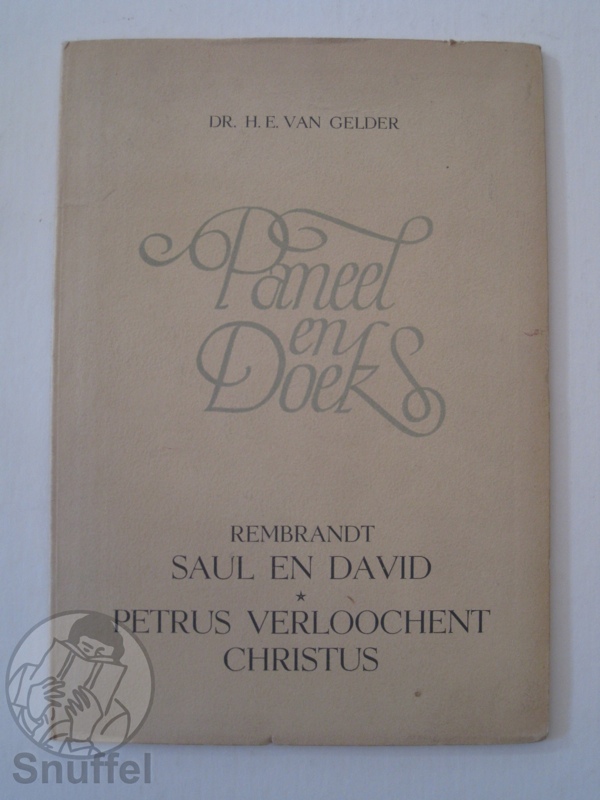 DR. H. E. VAN GELDER
Paneel
en
Doek
REMBRANDT
SAUL EN DAVID
★
PETRUS VERLOOCHENT
CHRISTUS
Snuffel